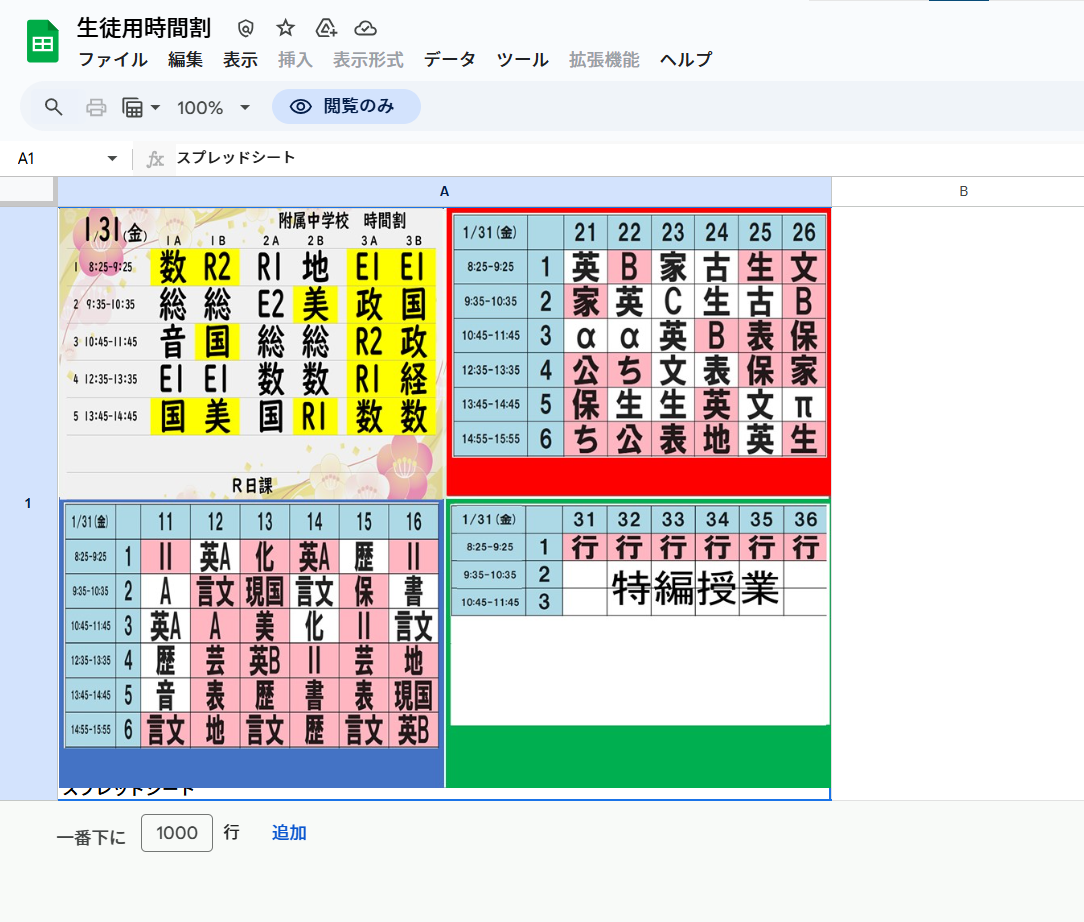 生徒用時間割
ファイル 編集 表示 挿入 表示形式 データ ツール 拡張機能 ヘルプ
100% 閲覧のみ
A1 fx スプレッドシート
A B
1
1/31(金) 附属中学校 時間割
1A 1B 2A 2B 3A 3B
1 8:25-9:25 数 R2 R1 地 E1 E1
2 9:35-10:35 総 総 E2 美 政 国
3 10:45-11:45 音 国 総 総 R2 政
4 12:35-13:35 E1 E1 数 数 R1 経
5 13:45-14:45 国 美 国 R1 数 数
R日課
1/31(金) 21 22 23 24 25 26
8:25-9:25 1 英 B 家 古 生 文
9:35-10:35 2 家 英 C 生 古 B
10:45-11:45 3 α α 英 B 表 保
12:35-13:35 4 公 ち 文 表 保 家
13:45-14:45 5 保 生 生 英 文 π
14:55-15:55 6 ち 公 表 地 英 生
1/31(金) 11 12 13 14 15 16
8:25-9:25 1 II 英A 化 英A 歴 II
9:35-10:35 2 A 言文 現国 言文 保 書
10:45-11:45 3 英A A 美 化 II 言文
12:35-13:35 4 歴 芸 英B II 芸 地
13:45-14:45 5 音 表 歴 書 表 現国
14:55-15:55 6 言文 地 言文 歴 言文 英B
1/31(金) 31 32 33 34 35 36
8:25-9:25 1 行 行 行 行 行 行
9:35-10:35 2
特編授業
10:45-11:45 3
スプレッドシート
一番下に 1000 行 追加